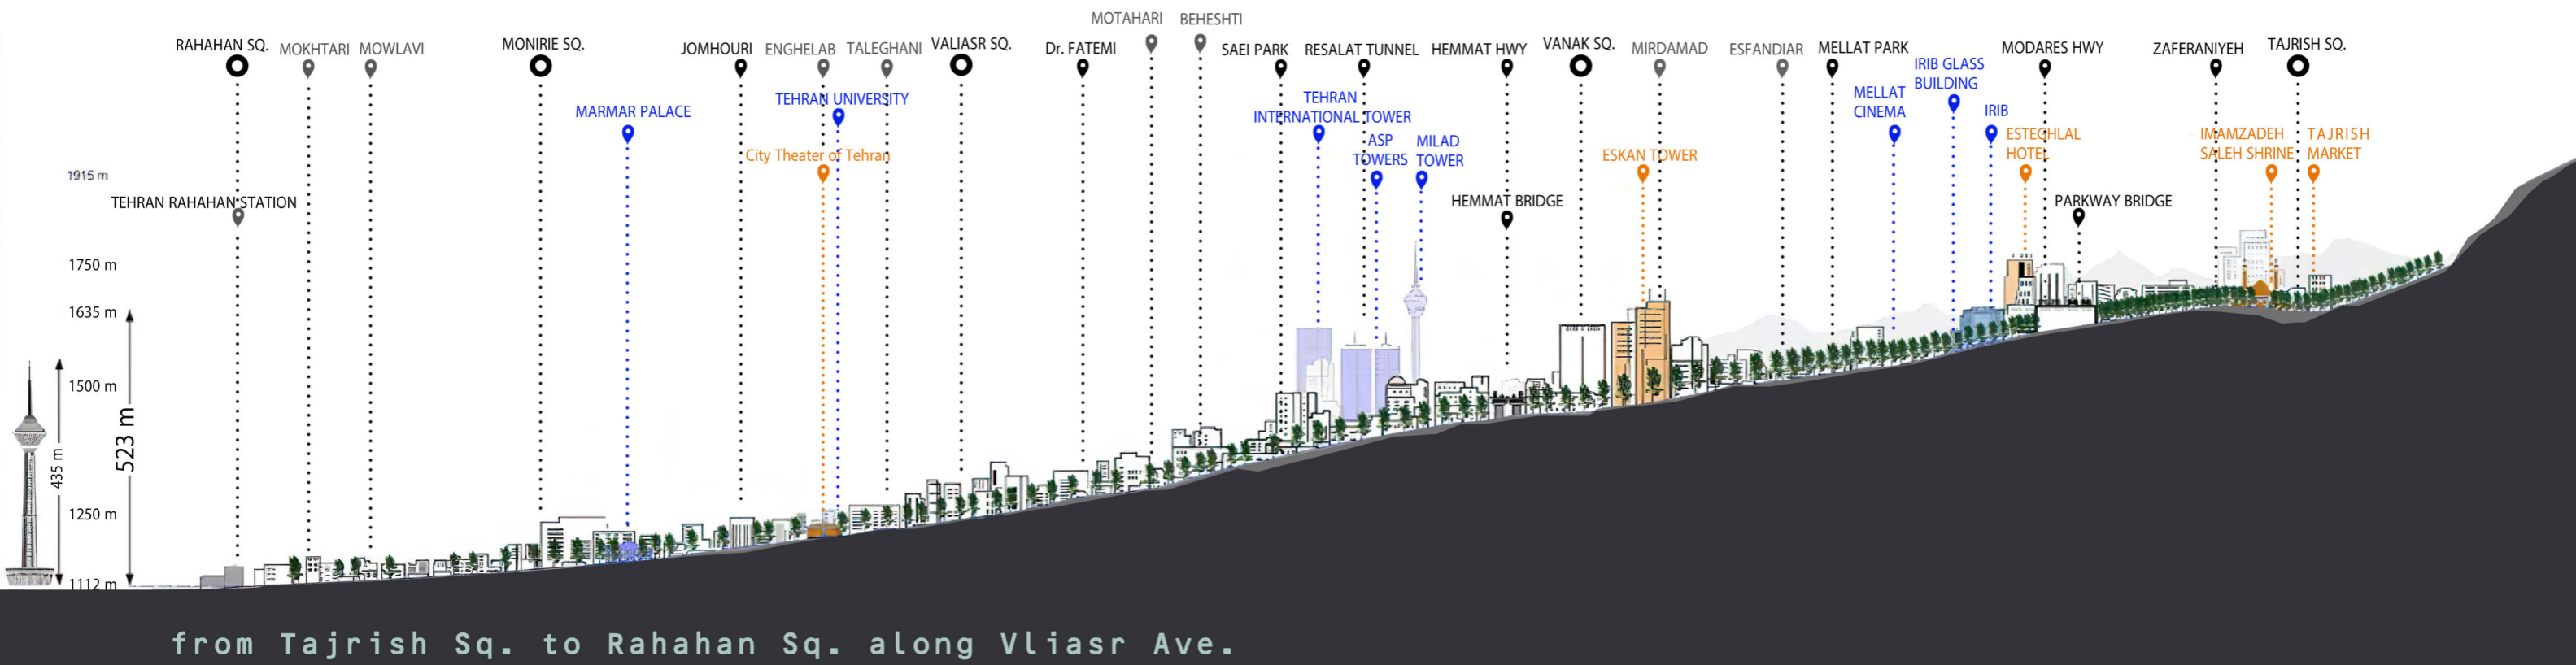 MOTAHARI
BEHESHTI
RAHAHAN SQ.
MOKHTARI
MOWLAVI
MONIRIE SQ.
JOMHOURI
ENGHELAB
TALEGHANI
VALIASR SQ.
Dr. FATEMI
SAEI PARK
RESALAT TUNNEL
HEMMAT HWY
VANAK SQ.
MIRDAMAD
ESFANDIAR
MELLAT PARK
MODARES HWY
ZAFERANIYEH
TAJRISH SQ.
MARMAR PALACE
TEHRAN UNIVERSITY
TEHRAN
INTERNATIONAL TOWER
MELLAT
CINEMA
IRIB GLASS
BUILDING
IRIB
City Theater of Tehran
ASP
TOWERS
MILAD
TOWER
ESKAN TOWER
ESTEGHLAL
HOTEL
IMAMZADEH
SALEH SHRINE
TAJRISH
MARKET
1915 m
TEHRAN RAHAHAN STATION
HEMMAT BRIDGE
PARKWAY BRIDGE
1750 m
1635 m
1500 m
435 m
523 m
1250 m
1112 m
from Tajrish Sq. to Rahahan Sq. along Vliasr Ave.